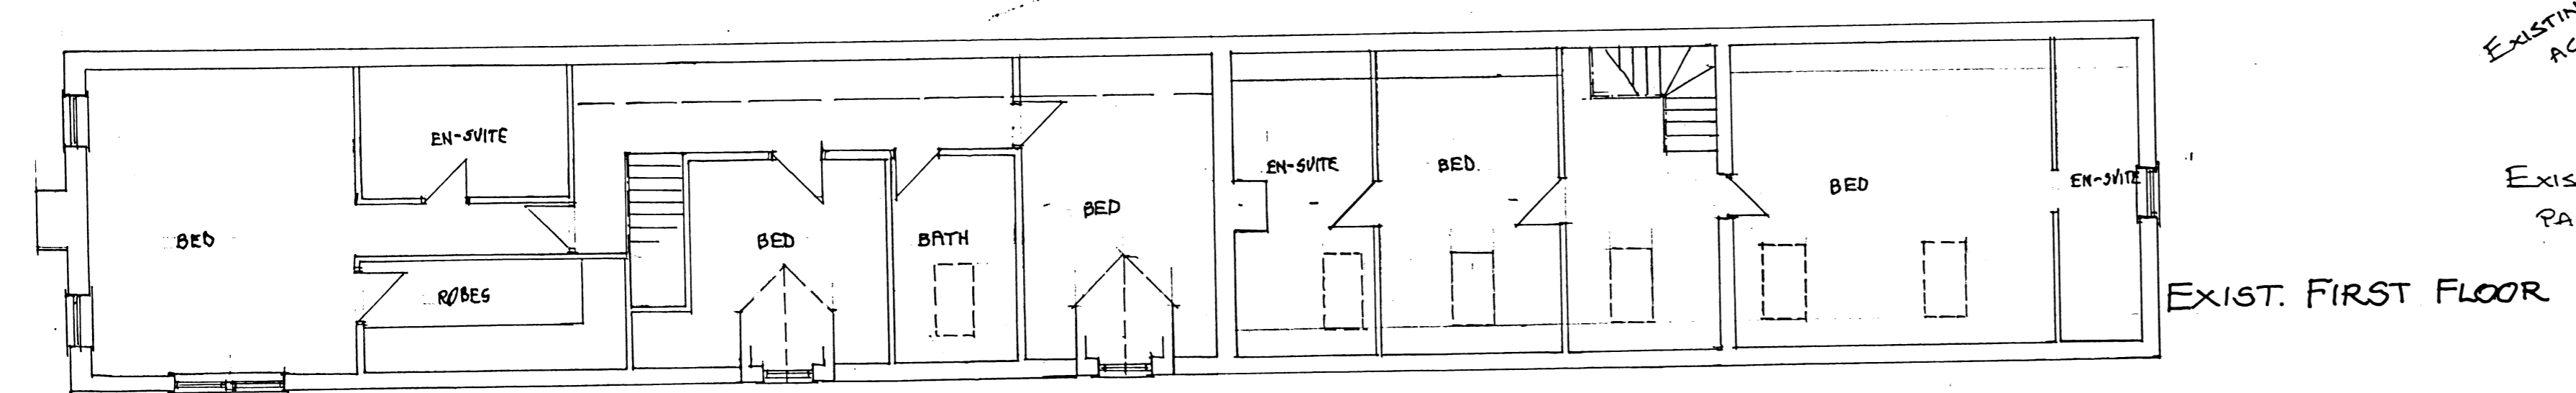 BED
EN-SUITE
ROBES
BED
BATH
BED
EN-SUITE
BED.
BED
EN-SUITE
EXIST. FIRST FLOOR